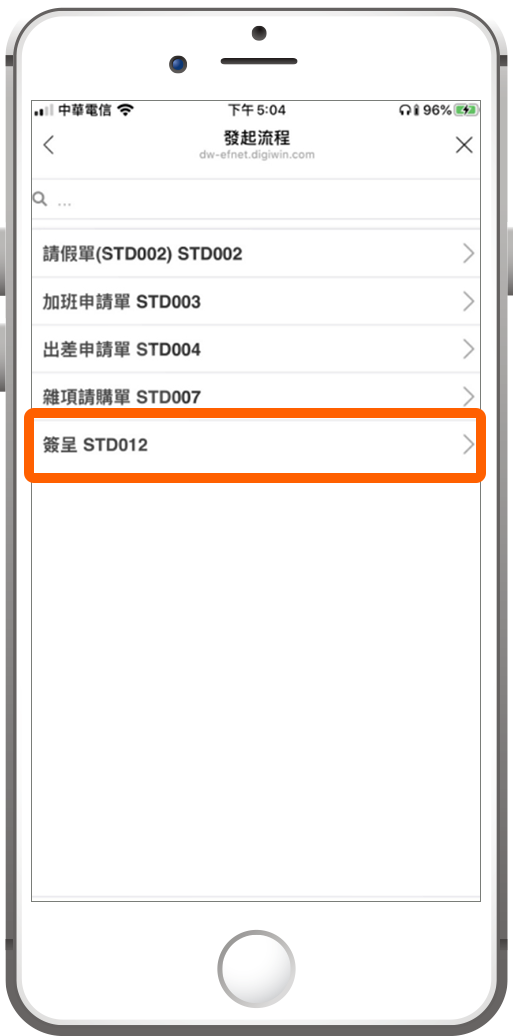 中華電信
下午5:04
96%
發起流程
dw-efnet.digiwin.com
...
請假單(STD002) STD002
加班申請單 STD003
出差申請單 STD004
雜項請購單 STD007
簽呈 STD012